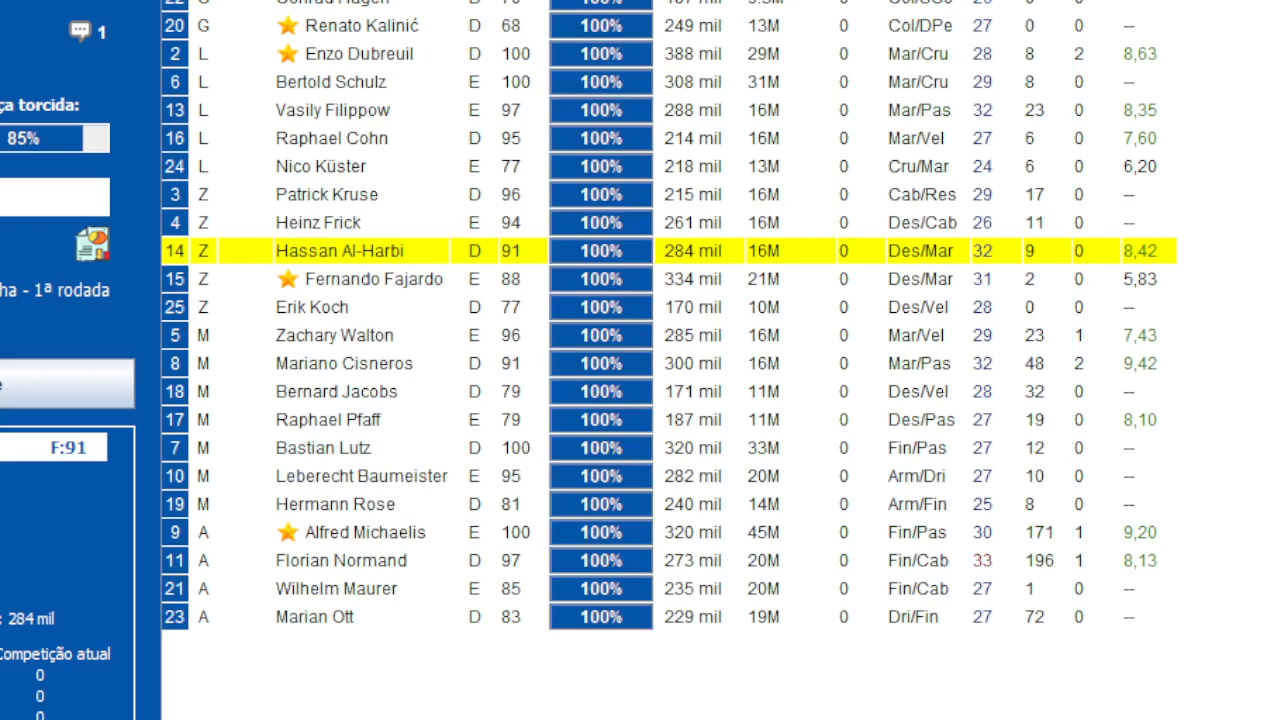 1
ça torcida:
85%
ha - 1ª rodada
F:91
: 284 mil
Competição atual
0
0
0
20 G Renato Kalinić D 68 100% 249 mil 13M 0 Col/DPe 27 0 0 --
2 L Enzo Dubreuil D 100 100% 388 mil 29M 0 Mar/Cru 28 8 2 8,63
6 L Bertold Schulz E 100 100% 308 mil 31M 0 Mar/Cru 29 8 0 --
13 L Vasily Filippow E 97 100% 288 mil 16M 0 Mar/Pas 32 23 0 8,35
16 L Raphael Cohn D 95 100% 214 mil 16M 0 Mar/Vel 27 6 0 7,60
24 L Nico Küster E 77 100% 218 mil 13M 0 Cru/Mar 24 6 0 6,20
3 Z Patrick Kruse D 96 100% 215 mil 16M 0 Cab/Res 29 17 0 --
4 Z Heinz Frick E 94 100% 261 mil 16M 0 Des/Cab 26 11 0 --
14 Z Hassan Al-Harbi D 91 100% 284 mil 16M 0 Des/Mar 32 9 0 8,42
15 Z Fernando Fajardo E 88 100% 334 mil 21M 0 Des/Mar 31 2 0 5,83
25 Z Erik Koch D 77 100% 170 mil 10M 0 Des/Vel 28 0 0 --
5 M Zachary Walton E 96 100% 285 mil 16M 0 Mar/Vel 29 23 1 7,43
8 M Mariano Cisneros D 91 100% 300 mil 16M 0 Mar/Pas 32 48 2 9,42
18 M Bernard Jacobs D 79 100% 171 mil 11M 0 Des/Vel 28 32 0 --
17 M Raphael Pfaff E 79 100% 187 mil 11M 0 Des/Pas 27 19 0 8,10
7 M Bastian Lutz D 100 100% 320 mil 33M 0 Fin/Pas 27 12 0 --
10 M Leberecht Baumeister E 95 100% 282 mil 20M 0 Arm/Dri 27 10 0 --
19 M Hermann Rose D 81 100% 240 mil 14M 0 Arm/Fin 25 8 0 --
9 A Alfred Michaelis E 100 100% 320 mil 45M 0 Fin/Pas 30 171 1 9,20
11 A Florian Normand D 97 100% 273 mil 20M 0 Fin/Cab 33 196 1 8,13
21 A Wilhelm Maurer E 85 100% 235 mil 20M 0 Fin/Cab 27 1 0 --
23 A Marian Ott D 83 100% 229 mil 19M 0 Dri/Fin 27 72 0 --